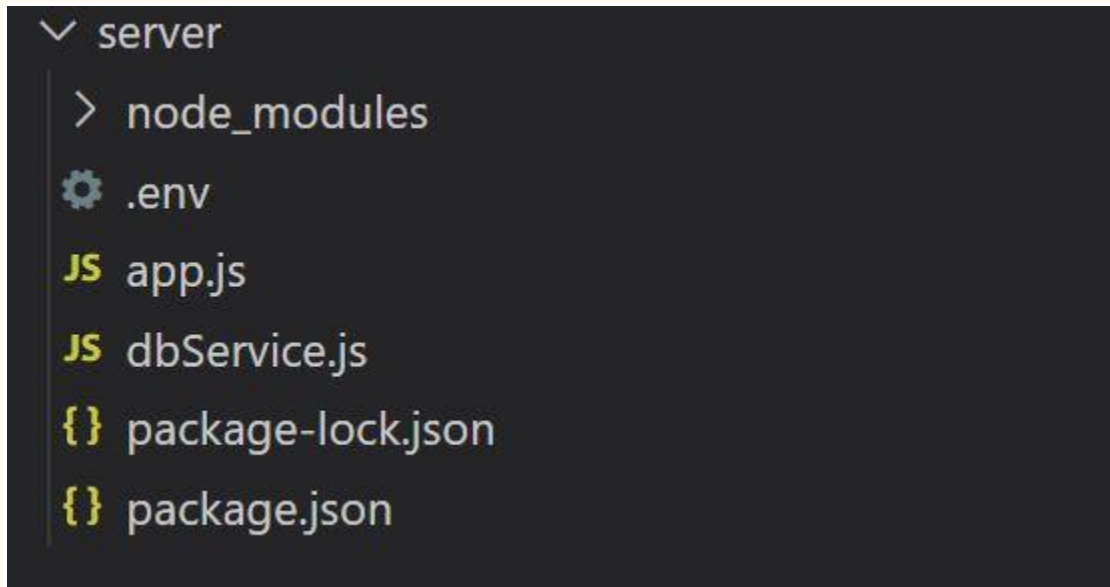 server
node_modules
.env
JS app.js
JS dbService.js
{} package-lock.json
{} package.json